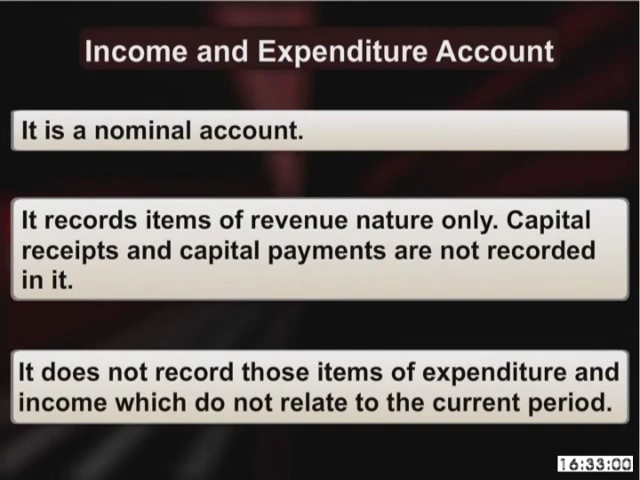 Income and Expenditure Account
It is a nominal account.
It records items of revenue nature only. Capital
receipts and capital payments are not recorded
in it.
It does not record those items of expenditure and
income which do not relate to the current period.
16:33:00